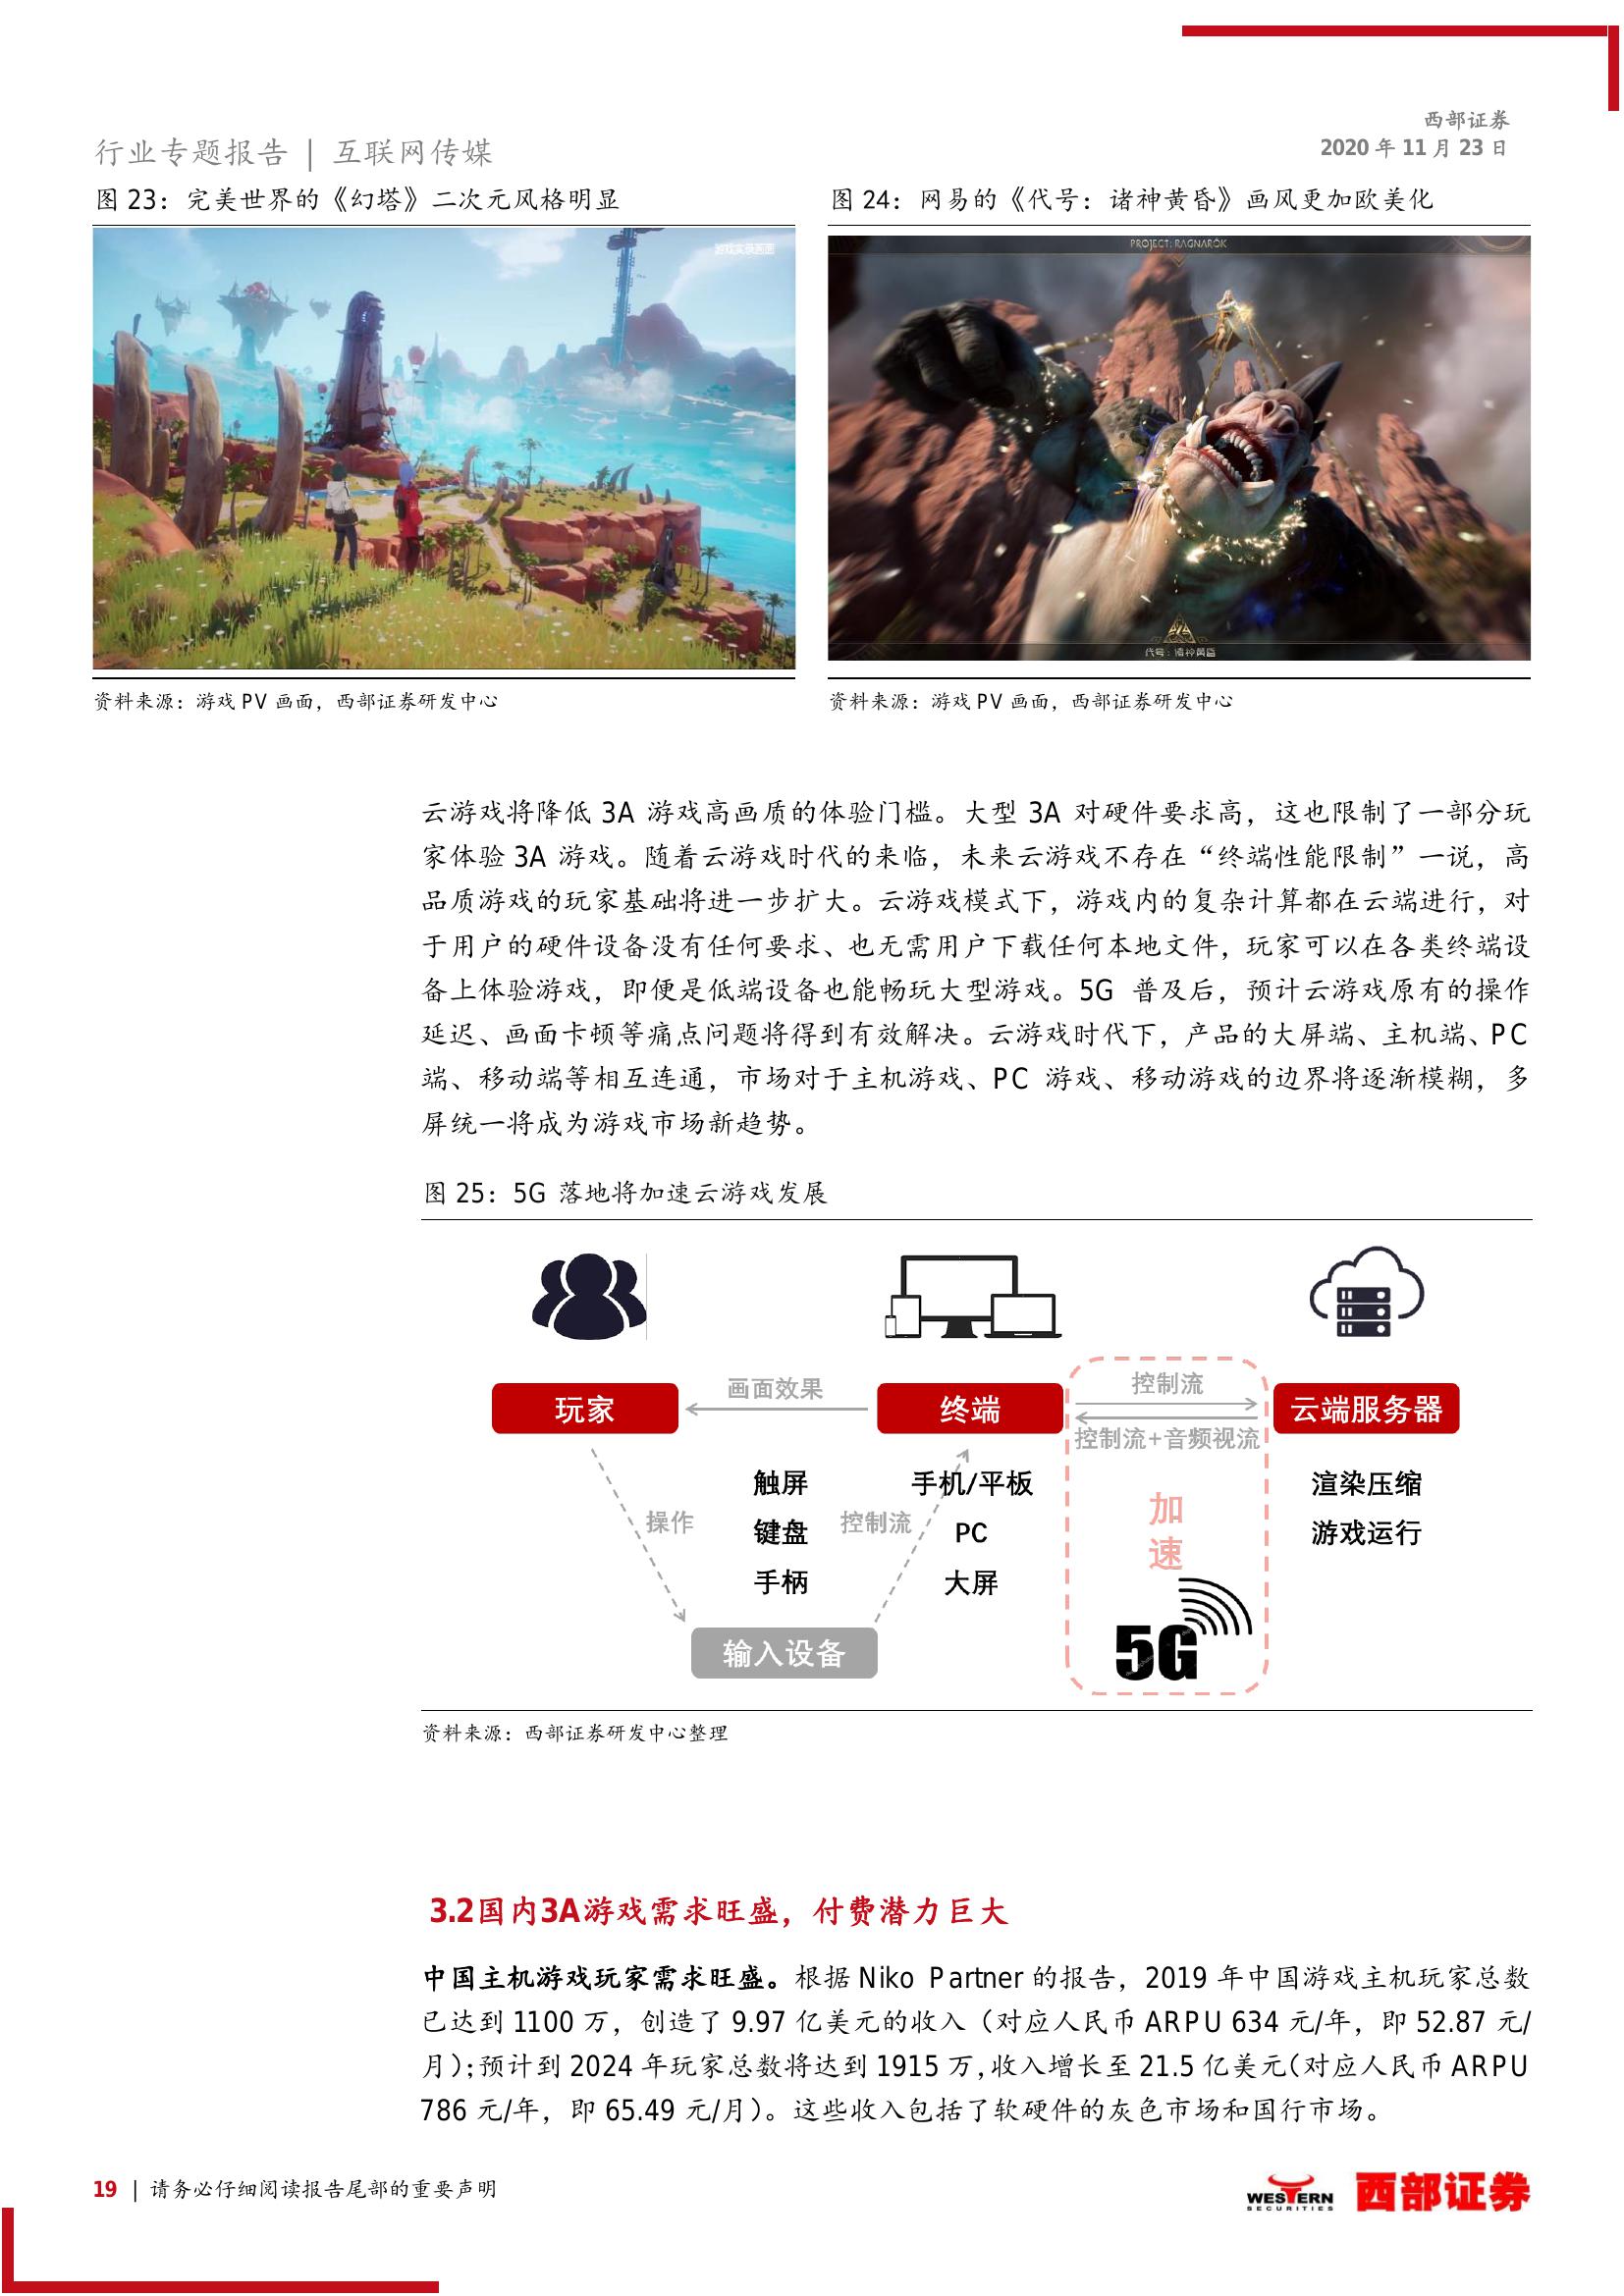 西部证券
2020 年 11 月 23 日
行业专题报告 | 互联网传媒
图 23：完美世界的《幻塔》二次元风格明显
图 24：网易的《代号：诸神黄昏》画风更加欧美化
游戏实录画面
PROJECT: RAGNARÖK
代号：诸神黄昏
资料来源：游戏 PV 画面，西部证券研发中心
资料来源：游戏 PV 画面，西部证券研发中心
云游戏将降低 3A 游戏高画质的体验门槛。大型 3A 对硬件要求高，这也限制了一部分玩
家体验 3A 游戏。随着云游戏时代的来临，未来云游戏不存在“终端性能限制”一说，高
品质游戏的玩家基础将进一步扩大。云游戏模式下，游戏内的复杂计算都在云端进行，对
于用户的硬件设备没有任何要求、也无需用户下载任何本地文件，玩家可以在各类终端设
备上体验游戏，即便是低端设备也能畅玩大型游戏。5G 普及后，预计云游戏原有的操作
延迟、画面卡顿等痛点问题将得到有效解决。云游戏时代下，产品的大屏端、主机端、PC
端、移动端等相互连通，市场对于主机游戏、PC 游戏、移动游戏的边界将逐渐模糊，多
屏统一将成为游戏市场新趋势。
图 25：5G 落地将加速云游戏发展
玩家
画面效果
终端
控制流
控制流+音频视流
云端服务器
操作
触屏
键盘
手柄
控制流
手机/平板
PC
大屏
加
速
5G
渲染压缩
游戏运行
输入设备
资料来源：西部证券研发中心整理
3.2国内3A游戏需求旺盛，付费潜力巨大
中国主机游戏玩家需求旺盛。根据 Niko Partner 的报告，2019 年中国游戏主机玩家总数
已达到 1100 万，创造了 9.97 亿美元的收入（对应人民币 ARPU 634 元/年，即 52.87 元/
月）；预计到 2024 年玩家总数将达到 1915 万，收入增长至 21.5 亿美元（对应人民币 ARPU
786 元/年，即 65.49 元/月）。这些收入包括了软硬件的灰色市场和国行市场。
19 | 请务必仔细阅读报告尾部的重要声明
WESTERN
SECURITIES
西部证券